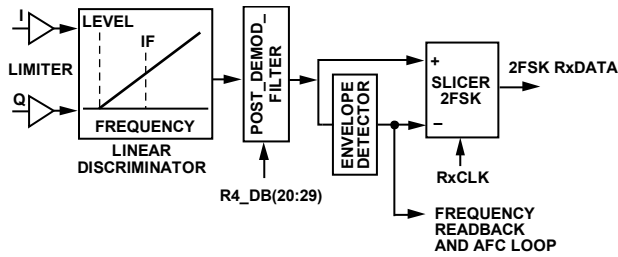 I
LEVEL
IF
LIMITER
Q
FREQUENCY
LINEAR
DISCRIMINATOR
POST_DEMOD_
FILTER
R4_DB(20:29)
ENVELOPE
DETECTOR
+
SLICER
2FSK
−
2FSK RxDATA
RxCLK
FREQUENCY
READBACK
AND AFC LOOP